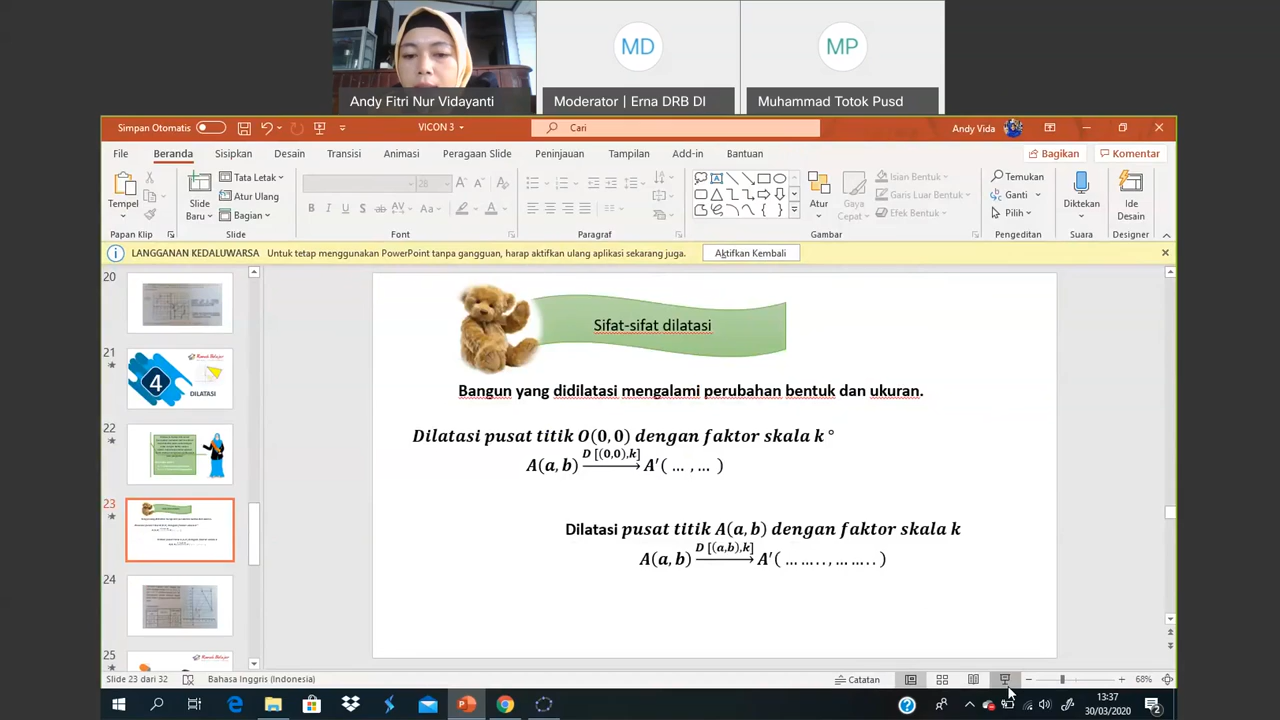 MD
MP
Andy Fitri Nur Vidayanti
Moderator | Erna DRB DI
Muhammad Totok Pusd
Simpan Otomatis
VICON 3
Cari
Andy Vida
File Beranda Sisipkan Desain Transisi Animasi Peragaan Slide Peninjauan Tampilan Add-in Bantuan Bagikan Komentar
Tempel
Slide Baru
Tata Letak
Atur Ulang
Bagian
28
Atur
Gaya Cepat
Isian Bentuk
Garis Luar Bentuk
Efek Bentuk
Temukan
Ganti
Pilih
Diktekan
Ide Desain
Papan Klip Slide Font Paragraf Gambar Pengeditan Suara Designer
LANGGANAN KEDALUWARSA Untuk tetap menggunakan PowerPoint tanpa gangguan, harap aktifkan ulang aplikasi sekarang juga. Aktifkan Kembali
20
21
4
DILATASI
22
23
24
25
Sifat-sifat dilatasi
Bangun yang didilatasi mengalami perubahan bentuk dan ukuran.
Dilatasi pusat titik O(0,0) dengan faktor skala k °
D [(0,0),k]
A(a, b) → A′( … , … )
Dilatasi pusat titik A(a, b) dengan faktor skala k
D [(a,b),k]
A(a, b) → A′( … … . . , … … . . )
Slide 23 dari 32 Bahasa Inggris (Indonesia) Catatan 68%
13:37
30/03/2020
2